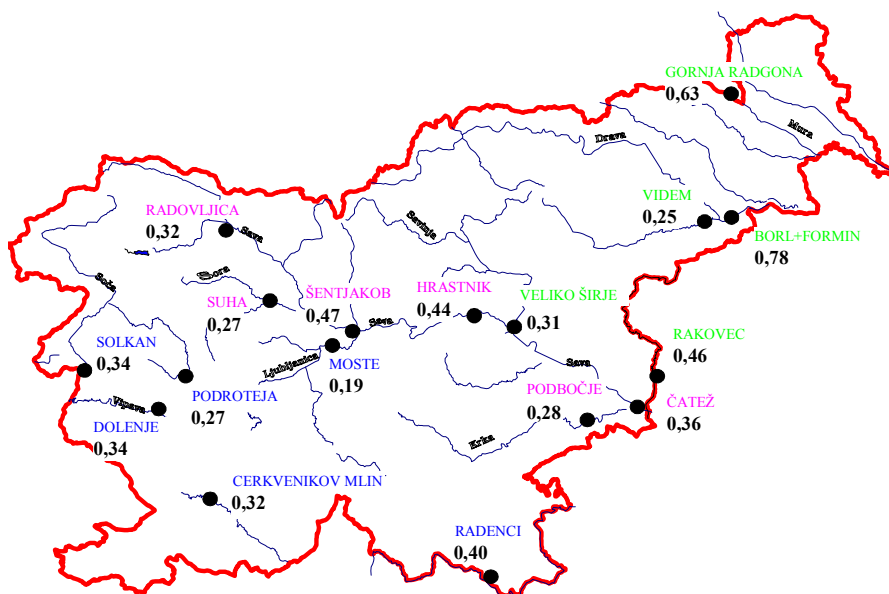 GORNJA RADGONA
0,63
Mura
Drava
VIDEM
0,25
BORL+FORMIN
0,78
RADOVLJICA
0,32
Sava
Savinja
Sora
Soča
SUHA
0,27
ŠENTJAKOB
0,47
Sava
HRASTNIK
0,44
VELIKO ŠIRJE
0,31
SOLKAN
0,34
Ljubljanica
MOSTE
0,19
Sava
RAKOVEC
0,46
PODROTEJA
0,27
Vipava
DOLENJE
0,34
PODBOČJE
0,28
ČATEŽ
0,36
Krka
CERKVENIKOV MLIN
0,32
RADENCI
0,40